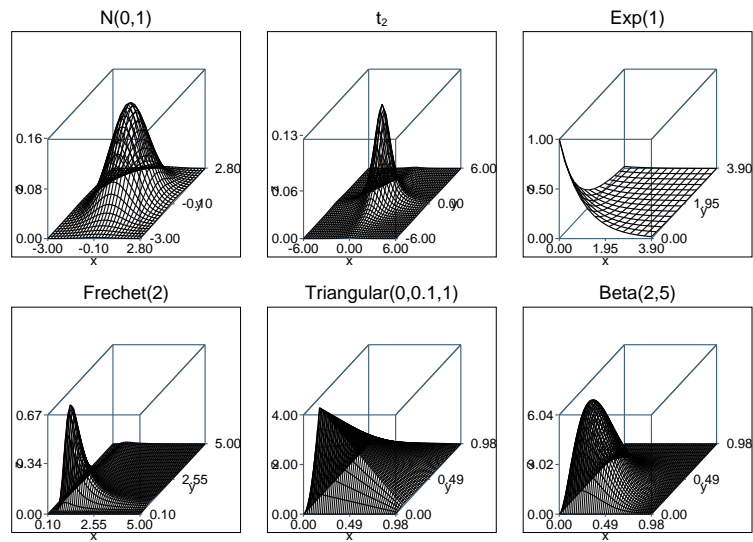 N(0,1)
t₂
Exp(1)
0.16
0.08
0.00
z
-3.00
-0.10
2.80
x
-3.00
-0.10
2.80
y
0.13
0.06
0.00
z
-6.00
0.00
6.00
x
-6.00
0.00
6.00
y
1.00
0.50
0.00
z
0.00
1.95
3.90
x
0.00
1.95
3.90
y
Frechet(2)
Triangular(0,0.1,1)
Beta(2,5)
0.67
0.34
0.00
z
0.10
2.55
5.00
x
0.10
2.55
5.00
y
4.00
2.00
0.00
z
0.00
0.49
0.98
x
0.00
0.49
0.98
y
6.04
3.02
0.00
z
0.00
0.49
0.98
x
0.00
0.49
0.98
y